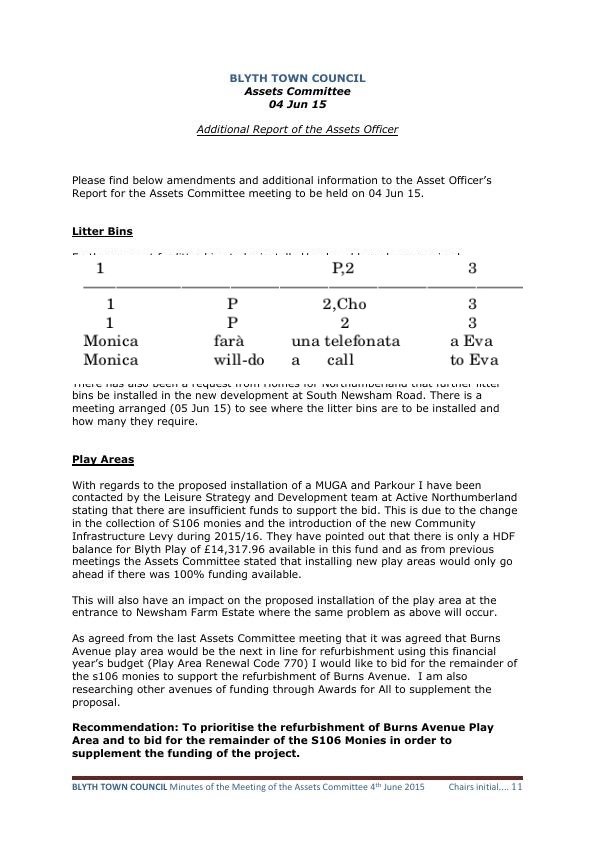 BLYTH TOWN COUNCIL
Assets Committee
04 Jun 15
Additional Report of the Assets Officer
Please find below amendments and additional information to the Asset Officer's
Report for the Assets Committee meeting to be held on 04 Jun 15.
Litter Bins
1 P,2 3
1 P 2,Cho 3
1 P 2 3
Monica farà una telefonata a Eva
Monica will-do a call to Eva
There has also been a request from Homes for Northumberland that further litter
bins be installed in the new development at South Newsham Road. There is a
meeting arranged (05 Jun 15) to see where the litter bins are to be installed and
how many they require.
Play Areas
With regards to the proposed installation of a MUGA and Parkour I have been
contacted by the Leisure Strategy and Development team at Active Northumberland
stating that there are insufficient funds to support the bid. This is due to the change
in the collection of S106 monies and the introduction of the new Community
Infrastructure Levy during 2015/16. They have pointed out that there is only a HDF
balance for Blyth Play of £14,317.96 available in this fund and as from previous
meetings the Assets Committee stated that installing new play areas would only go
ahead if there was 100% funding available.
This will also have an impact on the proposed installation of the play area at the
entrance to Newsham Farm Estate where the same problem as above will occur.
As agreed from the last Assets Committee meeting that it was agreed that Burns
Avenue play area would be the next in line for refurbishment using this financial
year's budget (Play Area Renewal Code 770) I would like to bid for the remainder of
the s106 monies to support the refurbishment of Burns Avenue. I am also
researching other avenues of funding through Awards for All to supplement the
proposal.
Recommendation: To prioritise the refurbishment of Burns Avenue Play
Area and to bid for the remainder of the S106 Monies in order to
supplement the funding of the project.
BLYTH TOWN COUNCIL Minutes of the Meeting of the Assets Committee 4th June 2015 Chairs initial.... 11